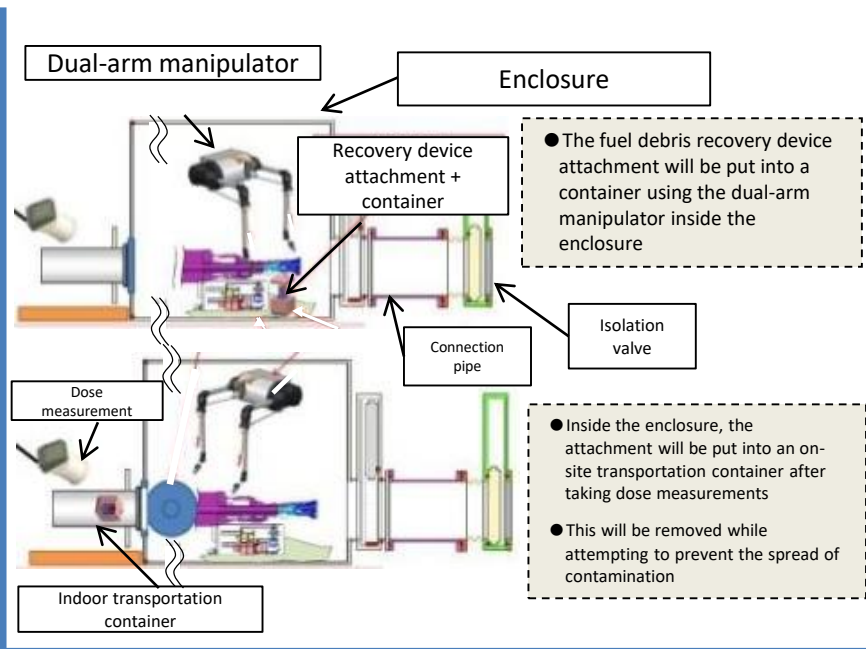 Dual-arm manipulator
Enclosure
Recovery device
attachment +
container
● The fuel debris recovery device
attachment will be put into a
container using the dual-arm
manipulator inside the
enclosure
Isolation
valve
Connection
pipe
Dose
measurement
● Inside the enclosure, the
attachment will be put into an on-
site transportation container after
taking dose measurements
● This will be removed while
attempting to prevent the spread of
contamination
Indoor transportation
container